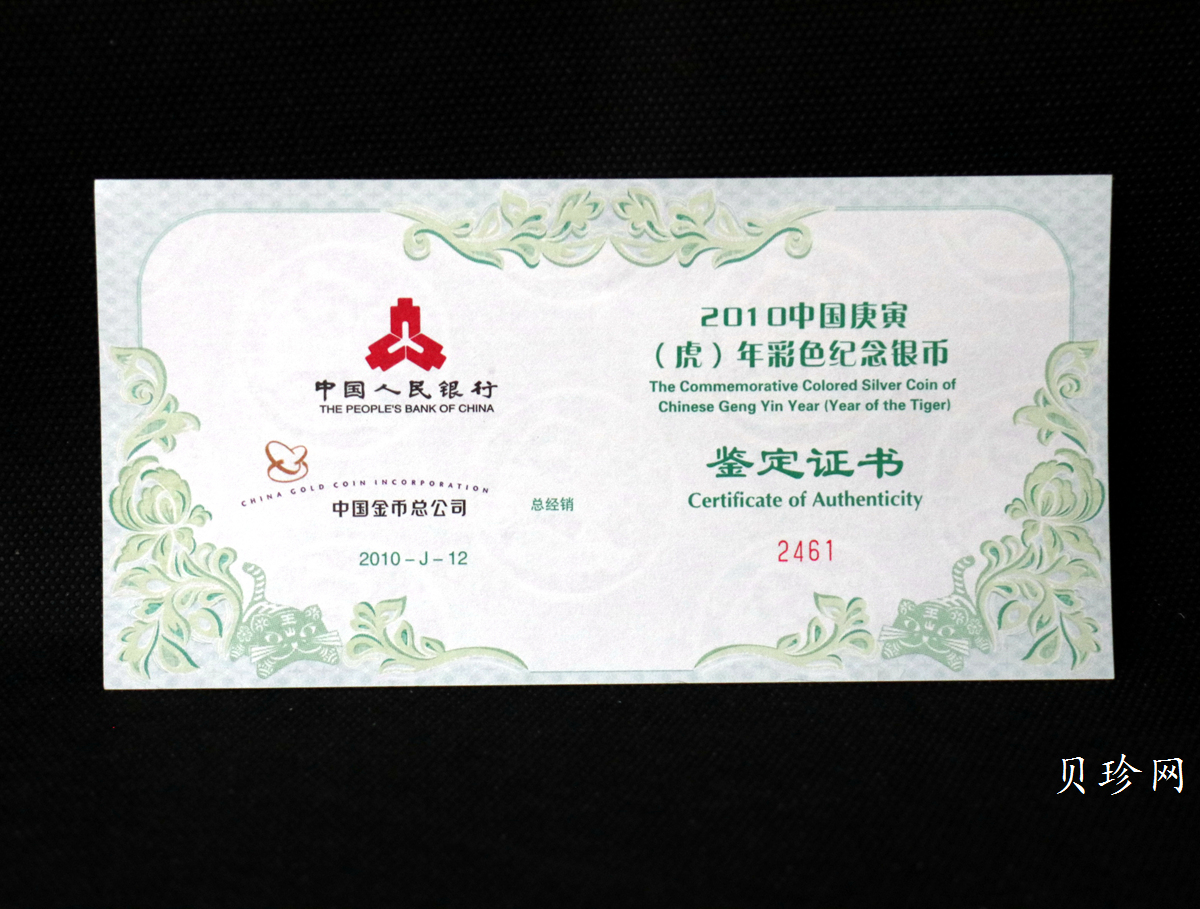 中国人民银行
THE PEOPLE'S BANK OF CHINA
CHINA GOLD COIN INCORPORATION
中国金币总公司
总经销
2010－J－12
2010中国庚寅
（虎）年彩色纪念银币
The Commemorative Colored Silver Coin of
Chinese Geng Yin Year (Year of the Tiger)
鉴定证书
Certificate of Authenticity
2461
王
王
贝珍网